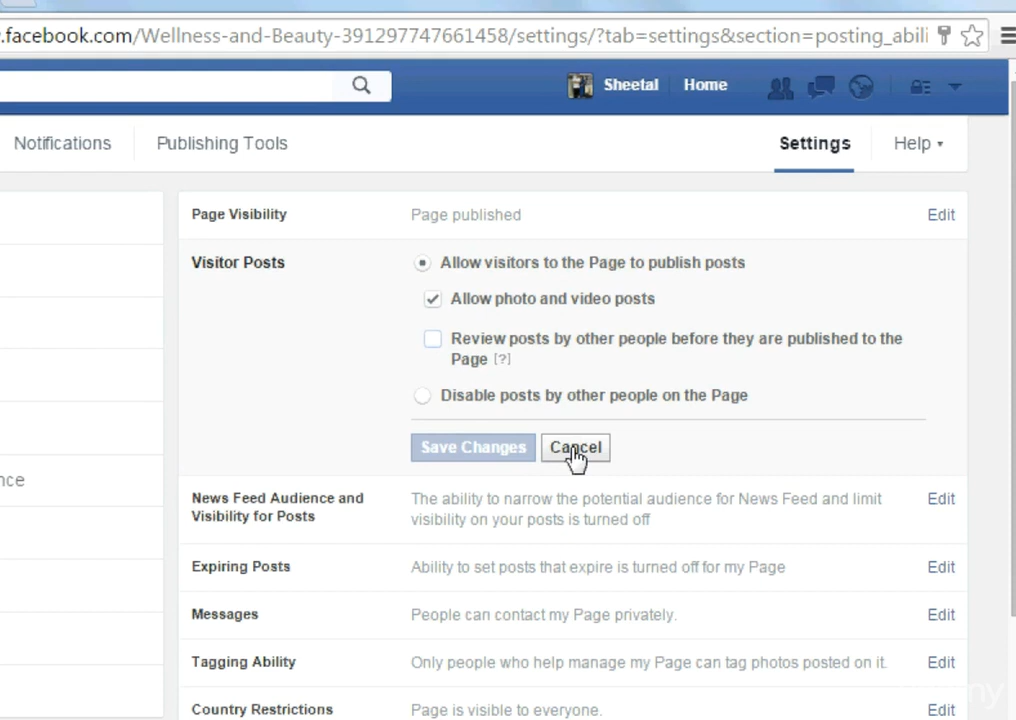 .facebook.com/Wellness-and-Beauty-391297747661458/settings/?tab=settings&section=posting_abili
Sheetal Home
Notifications Publishing Tools Settings Help
Page Visibility Page published Edit
Visitor Posts Allow visitors to the Page to publish posts
Allow photo and video posts
Review posts by other people before they are published to the
Page [?]
Disable posts by other people on the Page
Save Changes Cancel
nce
News Feed Audience and
Visibility for Posts
The ability to narrow the potential audience for News Feed and limit
visibility on your posts is turned off
Edit
Expiring Posts Ability to set posts that expire is turned off for my Page Edit
Messages People can contact my Page privately. Edit
Tagging Ability Only people who help manage my Page can tag photos posted on it. Edit
Country Restrictions Page is visible to everyone. Edit